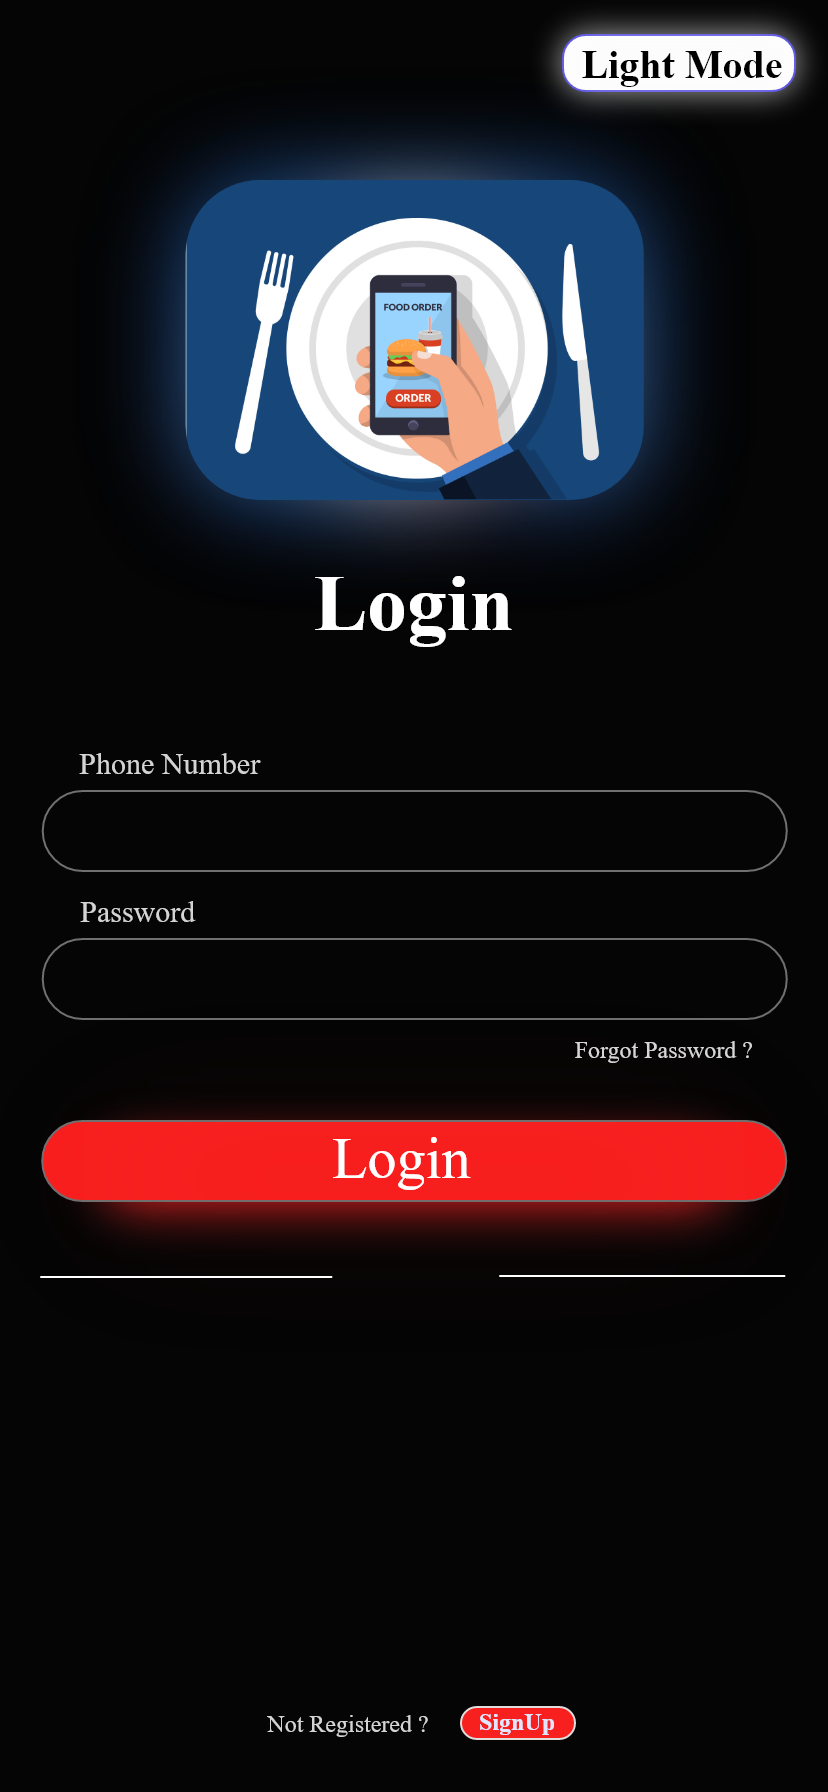 Light Mode
FOOD ORDER
ORDER
Login
Phone Number
Password
Forgot Password ?
Login
Not Registered ? SignUp